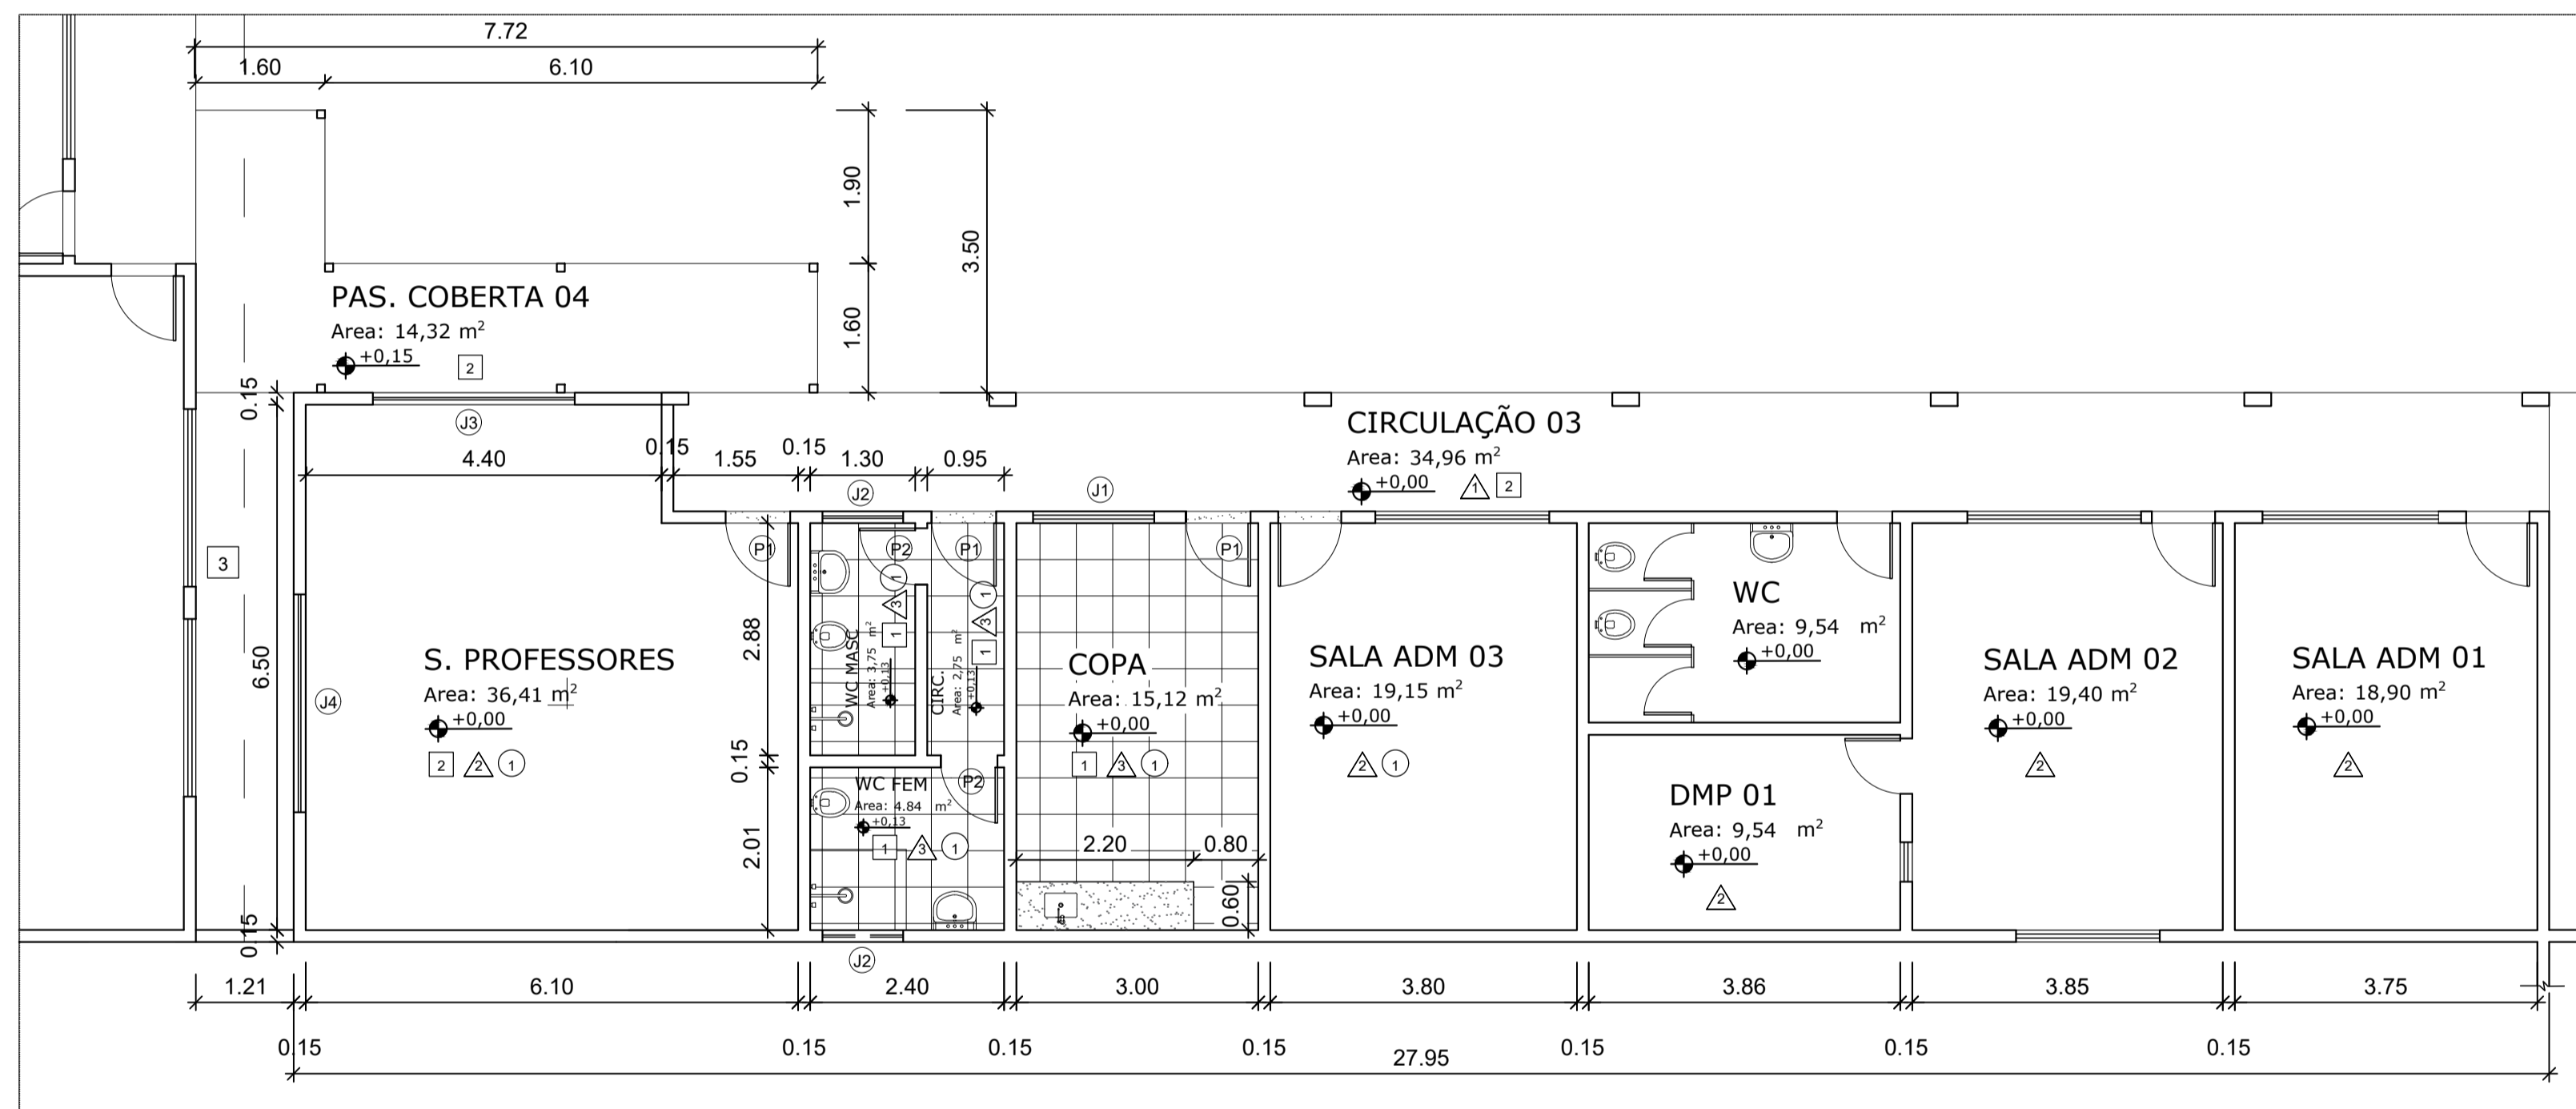 7.72
1.60
6.10
1.90
3.50
1.60
PAS. COBERTA 04
Area: 14,32 m²
+0,15
2
0.15
J3
4.40
0.15
1.55
0.15
1.30
0.95
J2
J1
CIRCULAÇÃO 03
Area: 34,96 m²
+0,00
1
2
3
6.50
J4
S. PROFESSORES
Area: 36,41 m²
+0,00
2
2
1
P1
2.88
0.15
2.01
P2
1
3
1
WC MASC
Area: 3,75 m²
+0,13
P1
1
3
1
CIRC.
Area: 2,75 m²
+0,13
WC FEM
Area: 4.84 m²
+0,13
1
3
1
P2
P1
COPA
Area: 15,12 m²
+0,00
1
3
1
2.20
0.80
0.60
SALA ADM 03
Area: 19,15 m²
+0,00
2
1
WC
Area: 9,54 m²
+0,00
DMP 01
Area: 9,54 m²
+0,00
2
SALA ADM 02
Area: 19,40 m²
+0,00
2
SALA ADM 01
Area: 18,90 m²
+0,00
2
0.15
J2
1.21
6.10
2.40
3.00
3.80
3.86
3.85
3.75
0.15
0.15
0.15
0.15
0.15
0.15
0.15
27.95